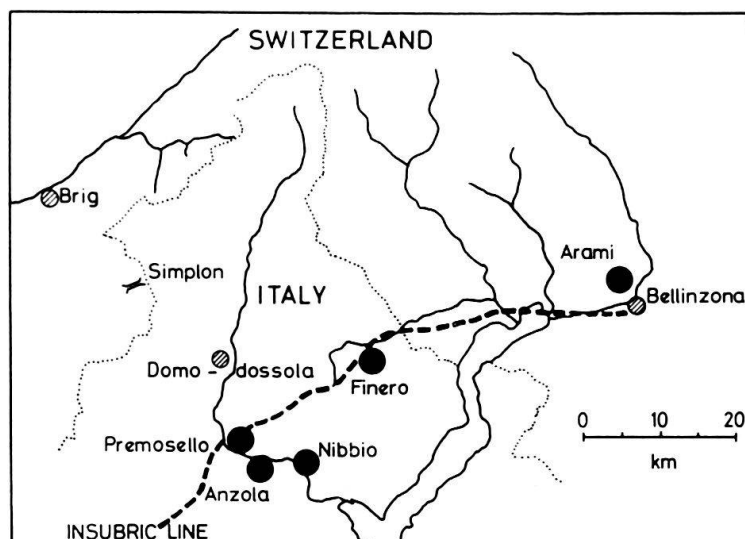 SWITZERLAND
Brig
Arami
Simplon
Bellinzona
ITALY
Domo - dossola
Finero
Premosello
Nibbio
0 10 20
km
Anzola
INSUBRIC LINE